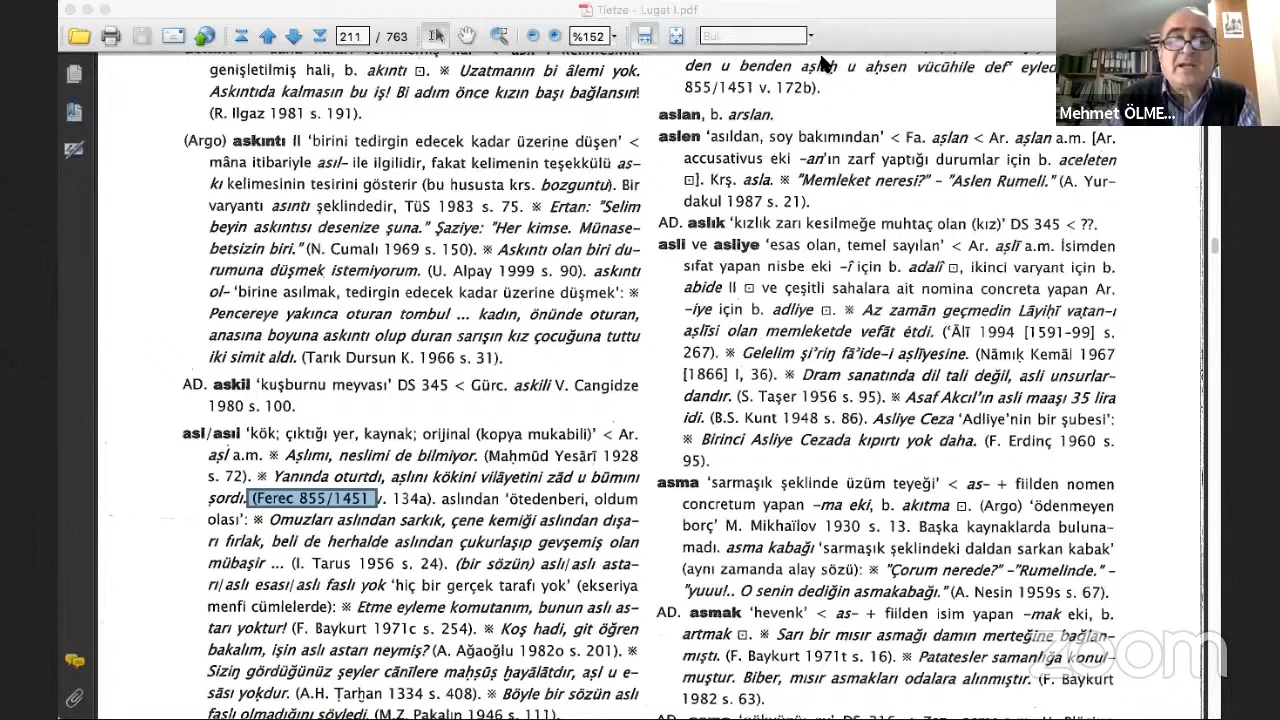 Tietze - Lugat I.pdf
211 / 763
%152
Bul
genişletilmiş hali, b. akıntı ⊡. ※ Uzatmanın bi âlemi yok.
Askıntıda kalmasın bu iş! Bi adım önce kızın başı bağlansın!
(R. Ilgaz 1981 s. 191).
(Argo) askıntı II ‘birini tedirgin edecek kadar üzerine düşen’ <
mâna itibariyle asıl- ile ilgilidir, fakat kelimenin teşekkülü as-
kı kelimesinin tesirini gösterir (bu hususta krs. bozguntu). Bir
varyantı asıntı şeklindedir, TüS 1983 s. 75. ※ Ertan: "Selim
beyin askıntısı desenize şuna." Şaziye: "Her kimse. Münase-
betsizin biri." (N. Cumalı 1969 s. 150). ※ Askıntı olan biri du-
rumuna düşmek istemiyorum. (U. Alpay 1999 s. 90). askıntı
ol- ‘birine asılmak, tedirgin edecek kadar üzerine düşmek’: ※
Pencereye yakınca oturan tombul ... kadın, önünde oturan,
anasına boyuna askıntı olup duran sarışın kız çocuğuna tuttu
iki simit aldı. (Tarık Dursun K. 1966 s. 31).
AD. askil ‘kuşburnu meyvası’ DS 345 < Gürc. askili V. Cangidze
1980 s. 100.
asl/asıl ‘kök; çıktığı yer, kaynak; orijinal (kopya mukabili)’ < Ar.
aṣl a.m. ※ Aṣlımı, neslimi de bilmiyor. (Maḥmūd Yesārī 1928
s. 72). ※ Yanında oturtdı, aṣlını kökini vilāyetini zād u būmını
ṣordı. (Ferec 855/1451 v. 134a). aslından ‘ötedenberi, oldum
olası’: ※ Omuzları aslından sarkık, çene kemiği aslından dışa-
rı fırlak, beli de herhalde aslından çukurlaşıp gevşemiş olan
mübaşir ... (I. Tarus 1956 s. 24). (bir sözün) aslı/aslı asta-
rı/aslı esası/aslı faslı yok ‘hiç bir gerçek tarafı yok’ (ekseriya
menfi cümlelerde): ※ Etme eyleme komutanım, bunun aslı as-
tarı yoktur! (F. Baykurt 1971c s. 254). ※ Koş hadi, git öğren
bakalım, işin aslı astarı neymiş? (A. Ağaoğlu 1982o s. 201). ※
Siziŋ gördüğünüz şeyler cānīlere maḥṣūṣ ḥayālātdır, aṣl u e-
sāsı yoḳdur. (A.H. Ṭarḥan 1334 s. 408). ※ Böyle bir sözün aslı
faslı olmadığını söyledi. (M.Z. Pakalın 1946 s. 111).
den u benden u aḥsen vücūhile def‘ eyled
855/1451 v. 172b).
aslan, b. arslan.
aslen ‘asıldan, soy bakımından’ < Fa. aṣlan < Ar. aṣlan a.m. [Ar.
accusativus eki -an’ın zarf yaptığı durumlar için b. aceleten
⊡]. Krş. asla. ※ "Memleket neresi?" – "Aslen Rumeli." (A. Yur-
dakul 1987 s. 21).
AD. aslık ‘kızlık zarı kesilmeğe muhtaç olan (kız)’ DS 345 < ??.
asli ve asliye ‘esas olan, temel sayılan’ < Ar. aṣlī a.m. İsimden
sıfat yapan nisbe eki -î için b. adalî ⊡, ikinci varyant için b.
abide II ⊡ ve çeşitli sahalara ait nomina concreta yapan Ar.
-iye için b. adliye ⊡. ※ Az zamān geçmedin Lāyiḥī vaṭan-ı
aṣlīsi olan memleketde vefāt étdi. (‘Ālī 1994 [1591-99] s.
267). ※ Gelelim şi‘riŋ fā’ide-i aṣlīyesine. (Nāmıḳ Kemāl 1967
[1866] I, 36). ※ Dram sanatında dil tali değil, asli unsurlar-
dandır. (S. Taşer 1956 s. 95). ※ Asaf Akcıl’ın asli maaşı 35 lira
idi. (B.S. Kunt 1948 s. 86). Asliye Ceza ‘Adliye’nin bir şubesi’:
※ Birinci Asliye Cezada kıpırtı yok daha. (F. Erdinç 1960 s.
95).
asma ‘sarmaşık şeklinde üzüm teyeği’ < as- + fiilden nomen
concretum yapan -ma eki, b. akıtma ⊡. (Argo) ‘ödenmeyen
borç’ M. Mikhaïlov 1930 s. 13. Başka kaynaklarda buluna-
madı. asma kabağı ‘sarmaşık şeklindeki daldan sarkan kabak’
(aynı zamanda alay sözü): ※ "Çorum nerede?" –"Rumelinde." –
"yuuu!.. O senin dediğin asmakabağı." (A. Nesin 1959s s. 67).
AD. asmak ‘hevenk’ < as- + fiilden isim yapan -mak eki, b.
artmak ⊡. ※ Sarı bir mısır asmağı damın merteğine bağlan-
mıştı. (F. Baykurt 1971t s. 16). ※ Patatesler samanlığa konul-
muştur. Biber, mısır asmakları odalara alınmıştır. (F. Baykurt
1982 s. 63).
Mehmet ÖLME...
zoom